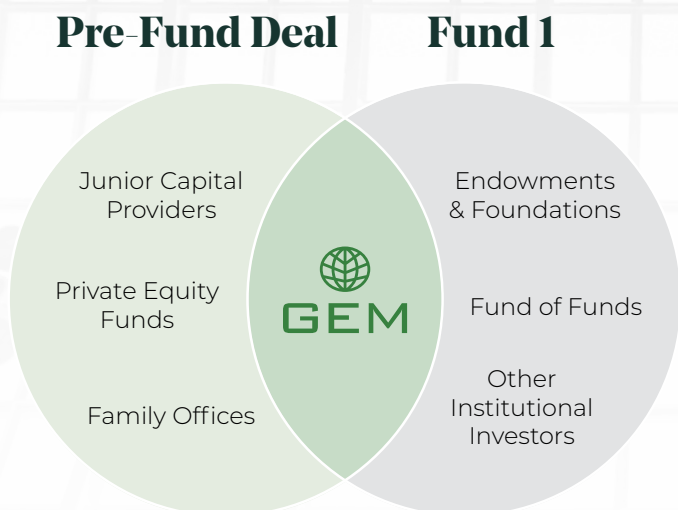 Pre-Fund Deal
Fund 1
Junior Capital
Providers
Private Equity
Funds
Family Offices
GEM
Endowments
& Foundations
Fund of Funds
Other
Institutional
Investors